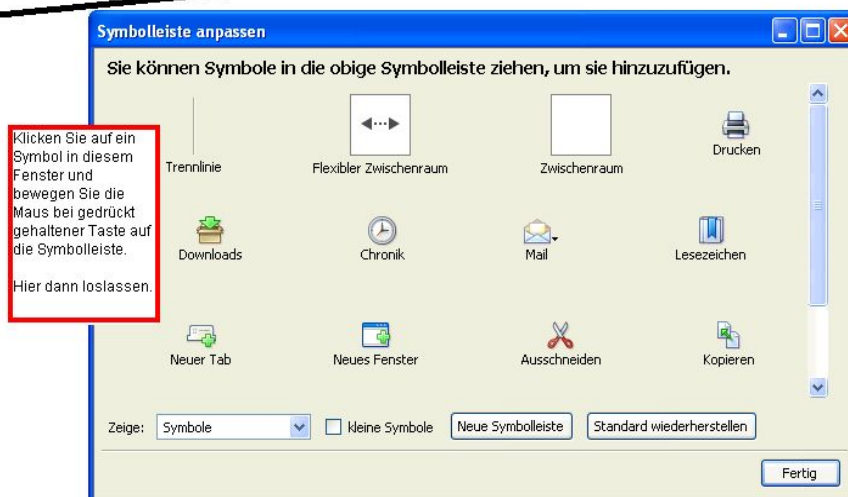 Symbolleiste anpassen
Sie können Symbole in die obige Symbolleiste ziehen, um sie hinzuzufügen.
Klicken Sie auf ein
Symbol in diesem
Fenster und
bewegen Sie die
Maus bei gedrückt
gehaltener Taste auf
die Symbolleiste.
Hier dann loslassen.
Trennlinie
Flexibler Zwischenraum
Zwischenraum
Drucken
Downloads
Chronik
Mail
Lesezeichen
Neuer Tab
Neues Fenster
Ausschneiden
Kopieren
Zeige:
Symbole
kleine Symbole
Neue Symbolleiste
Standard wiederherstellen
Fertig